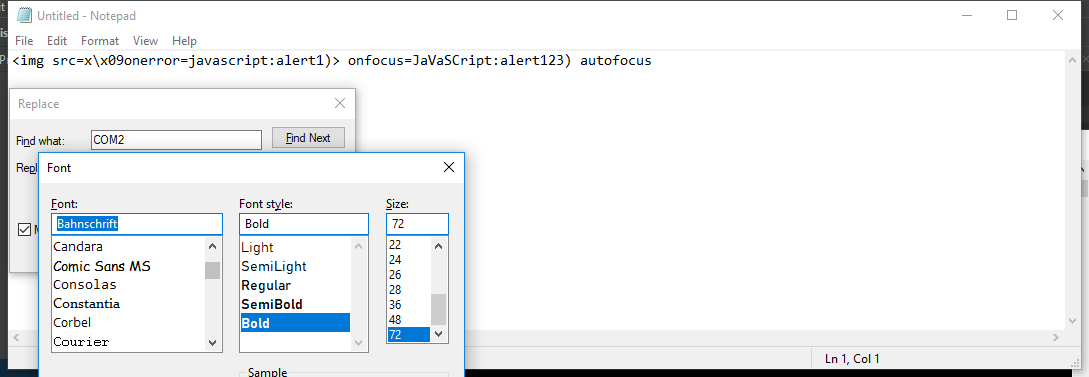 Untitled - Notepad
File Edit Format View Help
<img src=x\x09onerror=javascript:alert1)> onfocus=JaVaSCript:alert123) autofocus
Replace
Find what: COM2 Find Next
Font
Font: Font style: Size:
Bahnschrift Bold 72
Candara
Comic Sans MS
Consolas
Constantia
Corbel
Courier
Light
SemiLight
Regular
SemiBold
Bold
22
24
26
28
36
48
72
Sample
Ln 1, Col 1